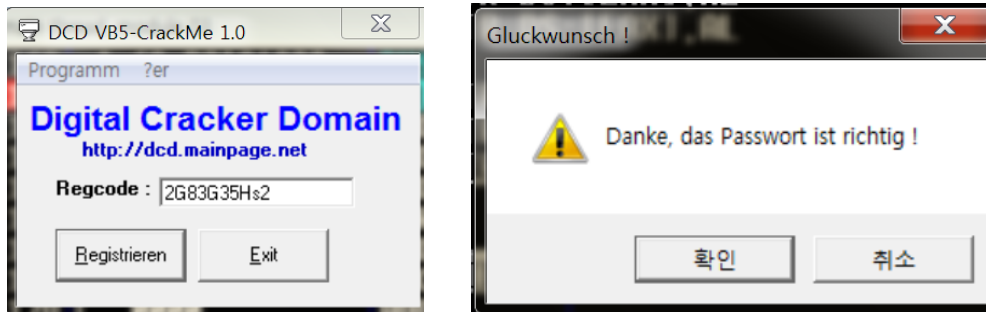 DCD VB5-CrackMe 1.0
Programm ?er
Digital Cracker Domain
http://dcd.mainpage.net
Regcode : 2G83G35Hs2
Registrieren Exit
Gluckwunsch !
Danke, das Passwort ist richtig !
확인 취소